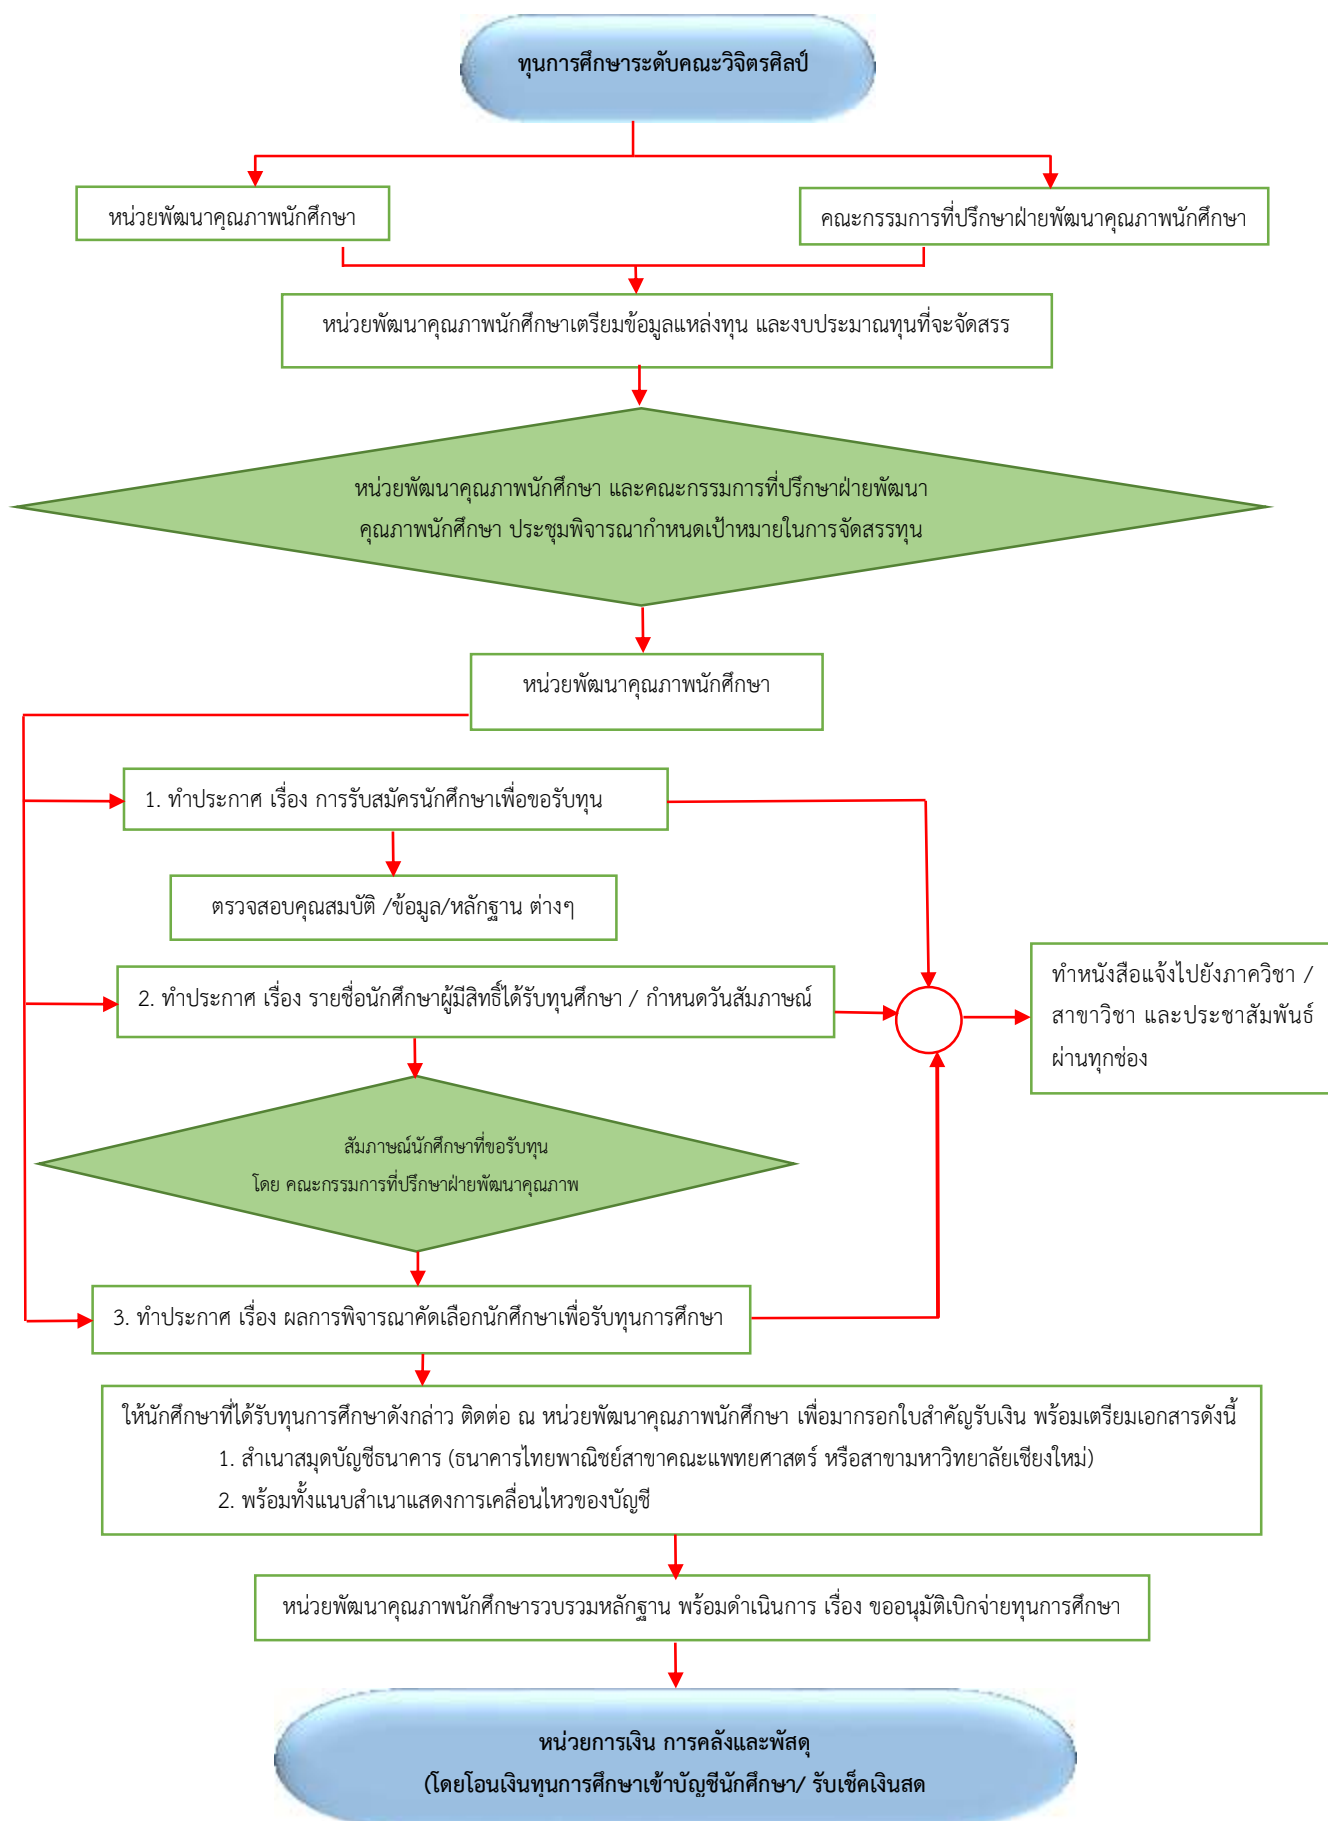 ทุนการศึกษาระดับคณะวิจิตรศิลป์
หน่วยพัฒนาคุณภาพนักศึกษา
คณะกรรมการที่ปรึกษาฝ่ายพัฒนาคุณภาพนักศึกษา
หน่วยพัฒนาคุณภาพนักศึกษาเตรียมข้อมูลแหล่งทุน และงบประมาณทุนที่จะจัดสรร
หน่วยพัฒนาคุณภาพนักศึกษา และคณะกรรมการที่ปรึกษาฝ่ายพัฒนา
คุณภาพนักศึกษา ประชุมพิจารณากำหนดเป้าหมายในการจัดสรรทุน
หน่วยพัฒนาคุณภาพนักศึกษา
1. ทำประกาศ เรื่อง การรับสมัครนักศึกษาเพื่อขอรับทุน
ตรวจสอบคุณสมบัติ /ข้อมูล/หลักฐาน ต่างๆ
2. ทำประกาศ เรื่อง รายชื่อนักศึกษาผู้มีสิทธิ์ได้รับทุนศึกษา / กำหนดวันสัมภาษณ์
ทำหนังสือแจ้งไปยังภาควิชา /
สาขาวิชา และประชาสัมพันธ์
ผ่านทุกช่อง
สัมภาษณ์นักศึกษาที่ขอรับทุน
โดย คณะกรรมการที่ปรึกษาฝ่ายพัฒนาคุณภาพ
3. ทำประกาศ เรื่อง ผลการพิจารณาคัดเลือกนักศึกษาเพื่อรับทุนการศึกษา
ให้นักศึกษาที่ได้รับทุนการศึกษาดังกล่าว ติดต่อ ณ หน่วยพัฒนาคุณภาพนักศึกษา เพื่อมากรอกใบสำคัญรับเงิน พร้อมเตรียมเอกสารดังนี้
1. สำเนาสมุดบัญชีธนาคาร (ธนาคารไทยพาณิชย์สาขาคณะแพทยศาสตร์ หรือสาขามหาวิทยาลัยเชียงใหม่)
2. พร้อมทั้งแนบสำเนาแสดงการเคลื่อนไหวของบัญชี
หน่วยพัฒนาคุณภาพนักศึกษารวบรวมหลักฐาน พร้อมดำเนินการ เรื่อง ขออนุมัติเบิกจ่ายทุนการศึกษา
หน่วยการเงิน การคลังและพัสดุ
(โดยโอนเงินทุนการศึกษาเข้าบัญชีนักศึกษา/ รับเช็คเงินสด